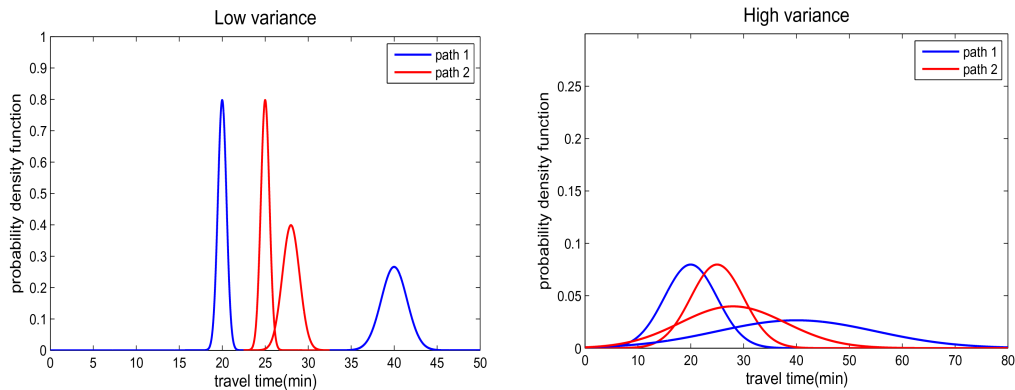 Low variance
1
0.9
0.8
0.7
0.6
0.5
0.4
0.3
0.2
0.1
0
probability density function
path 1
path 2
0 5 10 15 20 25 30 35 40 45 50
travel time(min)
High variance
0.25
0.2
0.15
0.1
0.05
0
probability density function
path 1
path 2
0 10 20 30 40 50 60 70 80
travel time(min)